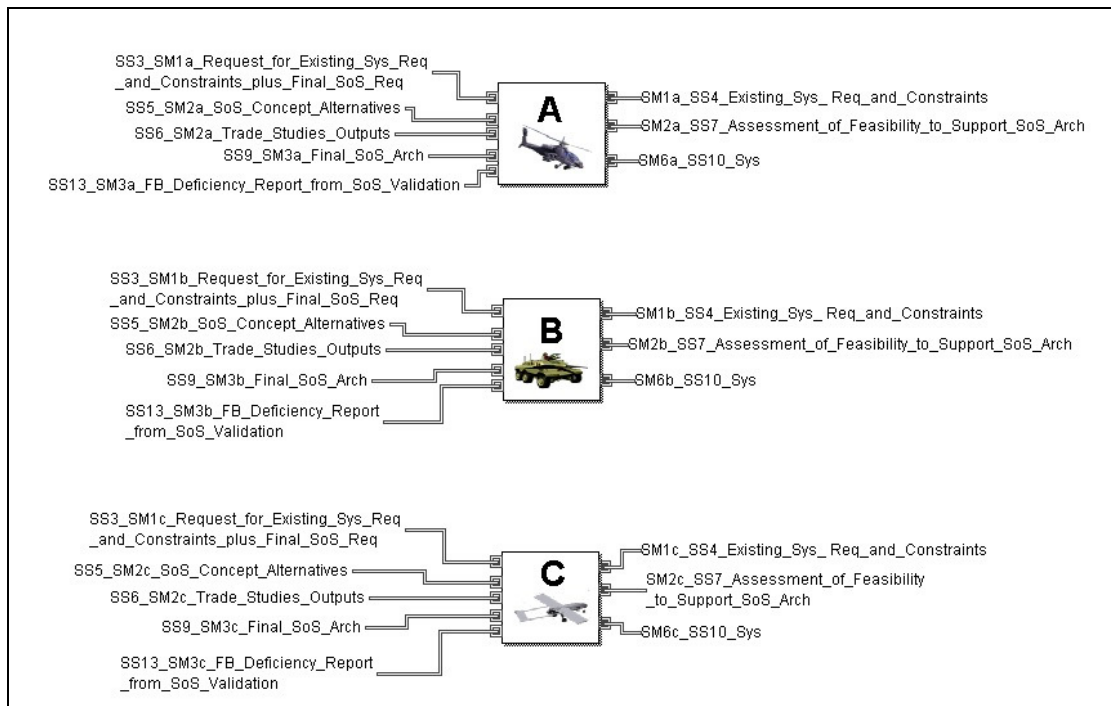 SS3_SM1a_Request_for_Existing_Sys_Req
_and_Constraints_plus_Final_SoS_Req
SS5_SM2a_SoS_Concept_Alternatives
SS6_SM2a_Trade_Studies_Outputs
SS9_SM3a_Final_SoS_Arch
SS13_SM3a_FB_Deficiency_Report_from_SoS_Validation
A
SM1a_SS4_Existing_Sys_ Req_and_Constraints
SM2a_SS7_Assessment_of_Feasibility_to_Support_SoS_Arch
SM6a_SS10_Sys
SS3_SM1b_Request_for_Existing_Sys_Req
_and_Constraints_plus_Final_SoS_Req
SS5_SM2b_SoS_Concept_Alternatives
SS6_SM2b_Trade_Studies_Outputs
SS9_SM3b_Final_SoS_Arch
SS13_SM3b_FB_Deficiency_Report
_from_SoS_Validation
B
SM1b_SS4_Existing_Sys_ Req_and_Constraints
SM2b_SS7_Assessment_of_Feasibility_to_Support_SoS_Arch
SM6b_SS10_Sys
SS3_SM1c_Request_for_Existing_Sys_Req
_and_Constraints_plus_Final_SoS_Req
SS5_SM2c_SoS_Concept_Alternatives
SS6_SM2c_Trade_Studies_Outputs
SS9_SM3c_Final_SoS_Arch
SS13_SM3c_FB_Deficiency_Report
_from_SoS_Validation
C
SM1c_SS4_Existing_Sys_ Req_and_Constraints
SM2c_SS7_Assessment_of_Feasibility
_to_Support_SoS_Arch
SM6c_SS10_Sys